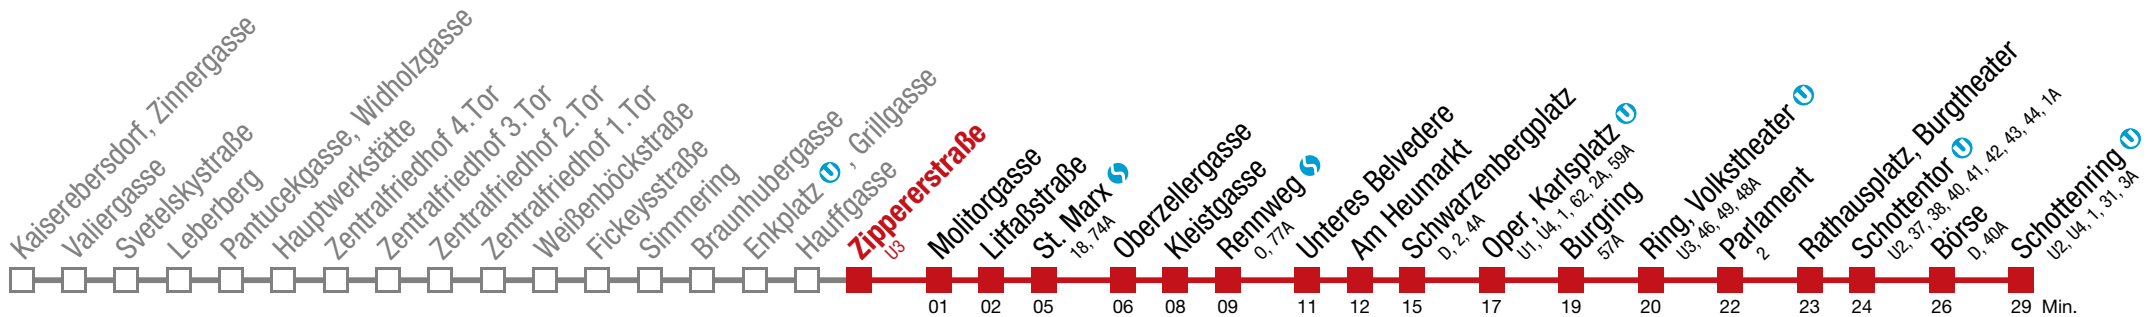 Kaiserebersdorf, Zinnergasse
Valiergasse
Svetelskystraße
Leberberg
Pantucekgasse, Widholzgasse
Hauptwerkstätte
Zentralfriedhof 4.Tor
Zentralfriedhof 3.Tor
Zentralfriedhof 2.Tor
Zentralfriedhof 1.Tor
Weißenböckstraße
Fickeysstraße
Simmering
Braunhubergasse
Enkplatz U, Grillgasse
Hauffgasse
Zippererstraße
U3
Molitorgasse
Litfaßstraße
St. Marx S
18, 74A
Oberzellergasse
Kleistgasse
Rennweg S
0, 77A
Unteres Belvedere
Am Heumarkt
Schwarzenbergplatz
D, 2, 4A
Oper, Karlsplatz U
U1, U4, 1, 62, 2A, 59A
Burgring
57A
Ring, Volkstheater U
U3, 46, 49, 48A
Parlament
2
Rathausplatz, Burgtheater
Schottentor U
U2, 37, 38, 40, 41, 42, 43, 44, 1A
Börse
D, 40A
Schottenring U
U2, U4, 1, 31, 3A
01 02 05 06 08 09 11 12 15 17 19 20 22 23 24 26 29 Min.